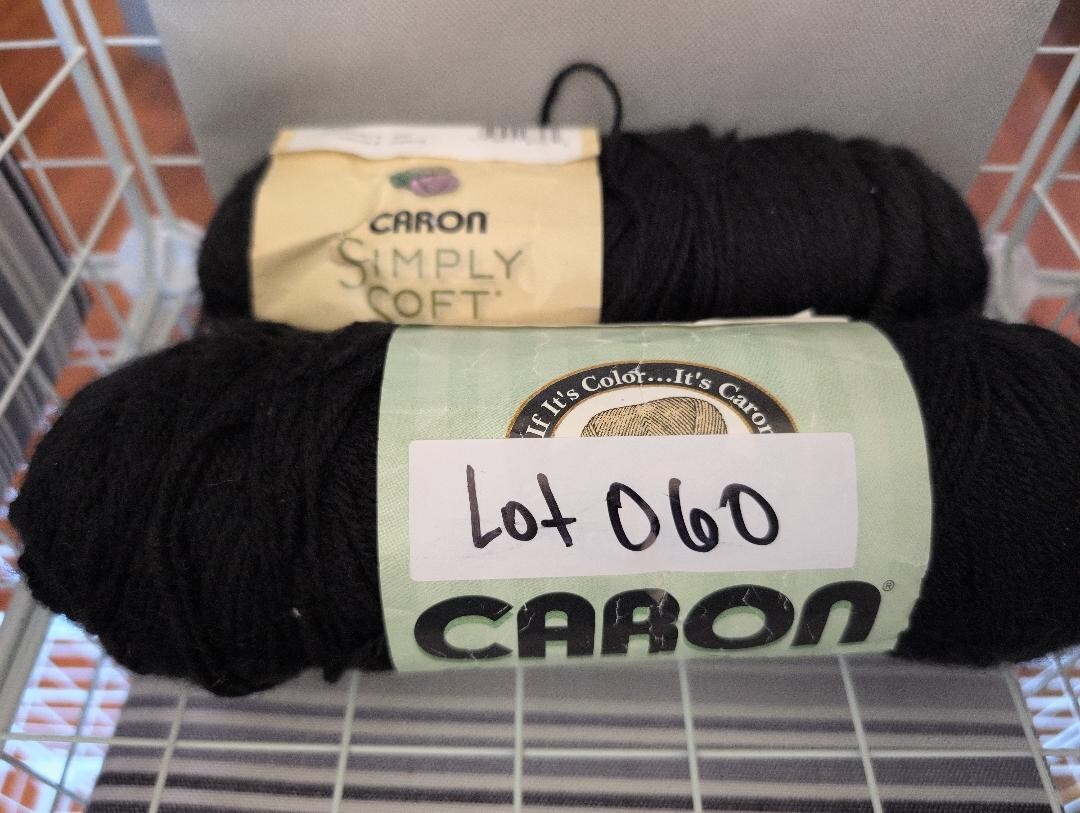 CARON
SIMPLY
SOFT
If It's Color...It's Caron
Lot 060
CARON®